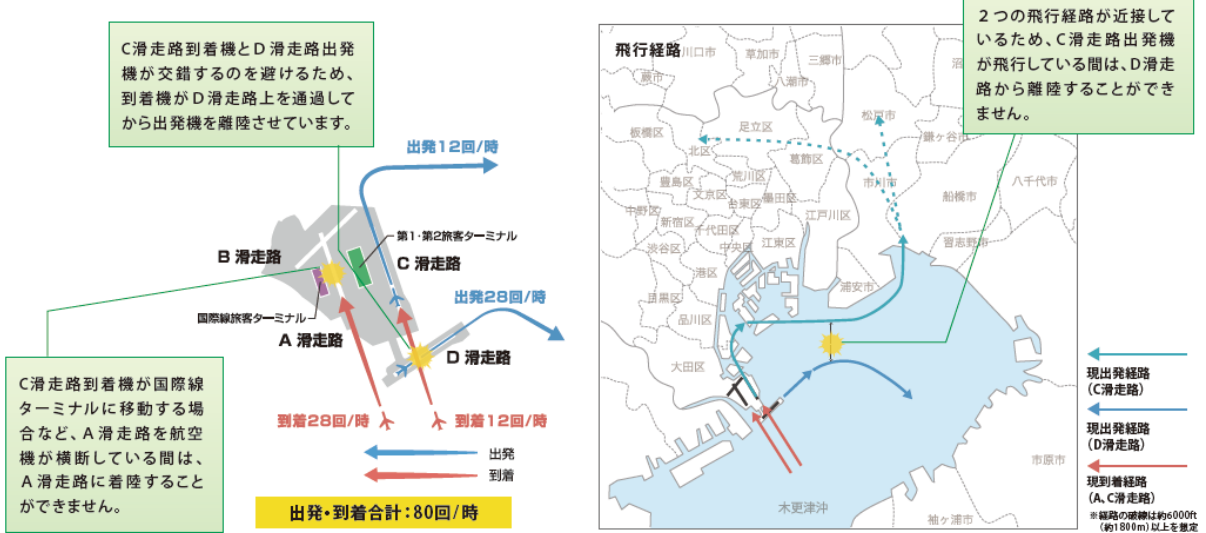 C滑走路到着機とD滑走路出発
機が交錯するのを避けるため、
到着機がD滑走路上を通過して
から出発機を離陸させています。
出発12回/時
第1・第2旅客ターミナル
B 滑走路
C 滑走路
国際線旅客ターミナル
出発28回/時
A 滑走路
D 滑走路
C滑走路到着機が国際線
ターミナルに移動する場
合など、A滑走路を航空
機が横断している間は、
A滑走路に着陸すること
ができません。
到着28回/時
到着12回/時
出発
到着
出発・到着合計:80回/時
飛行経路
2つの飛行経路が近接して
いるため、C滑走路出発機
が飛行している間は、D滑走
路から離陸することができ
ません。
川口市
草加市
三郷市
蕨市
八潮市
松戸市
板橋区
足立区
鎌ヶ谷市
北区
葛飾区
豊島区
荒川区
市川市
文京区
船橋市
八千代市
中野区
台東区
墨田区
新宿区
江戸川区
千代田区
渋谷区
中央区
江東区
習志野市
港区
浦安市
目黒区
品川区
大田区
市原市
木更津沖
袖ヶ浦市
現出発経路
(C滑走路)
現出発経路
(D滑走路)
現到着経路
(A、C滑走路)
※経路の破線は約6000ft
(約1800m)以上を想定